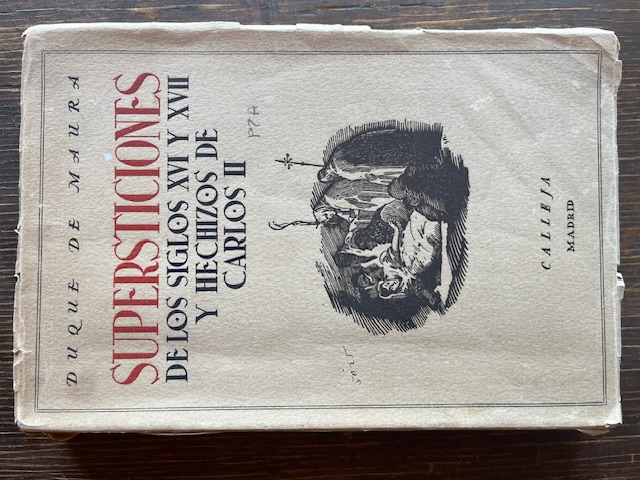 DUQUE DE MAURA
SUPERSTICIONES
DE LOS SIGLOS XVI Y XVII
Y HECHIZOS DE
CARLOS II
CALLEJA
MADRID